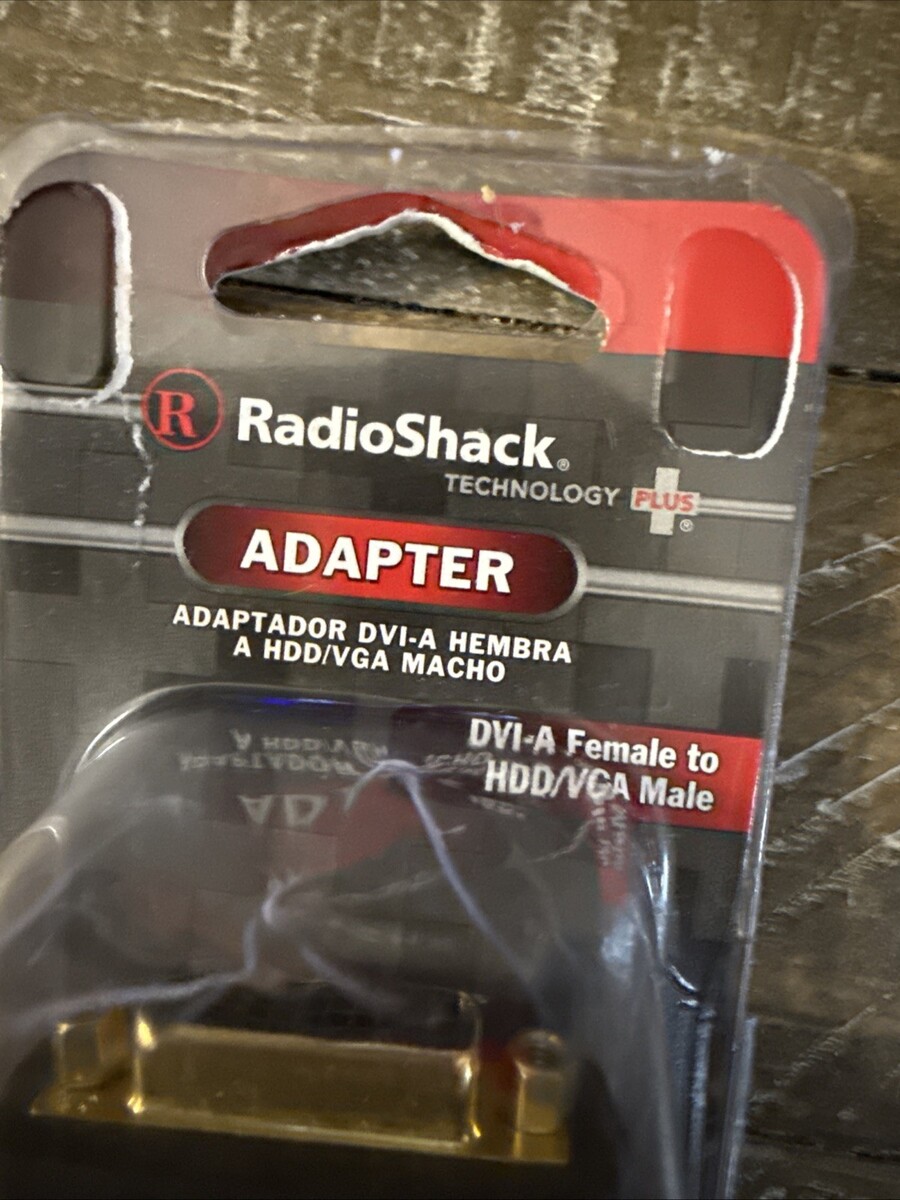 R RadioShack®
TECHNOLOGY PLUS®
ADAPTER
ADAPTADOR DVI-A HEMBRA
A HDD/VGA MACHO
DVI-A Female to
HDD/VGA Male